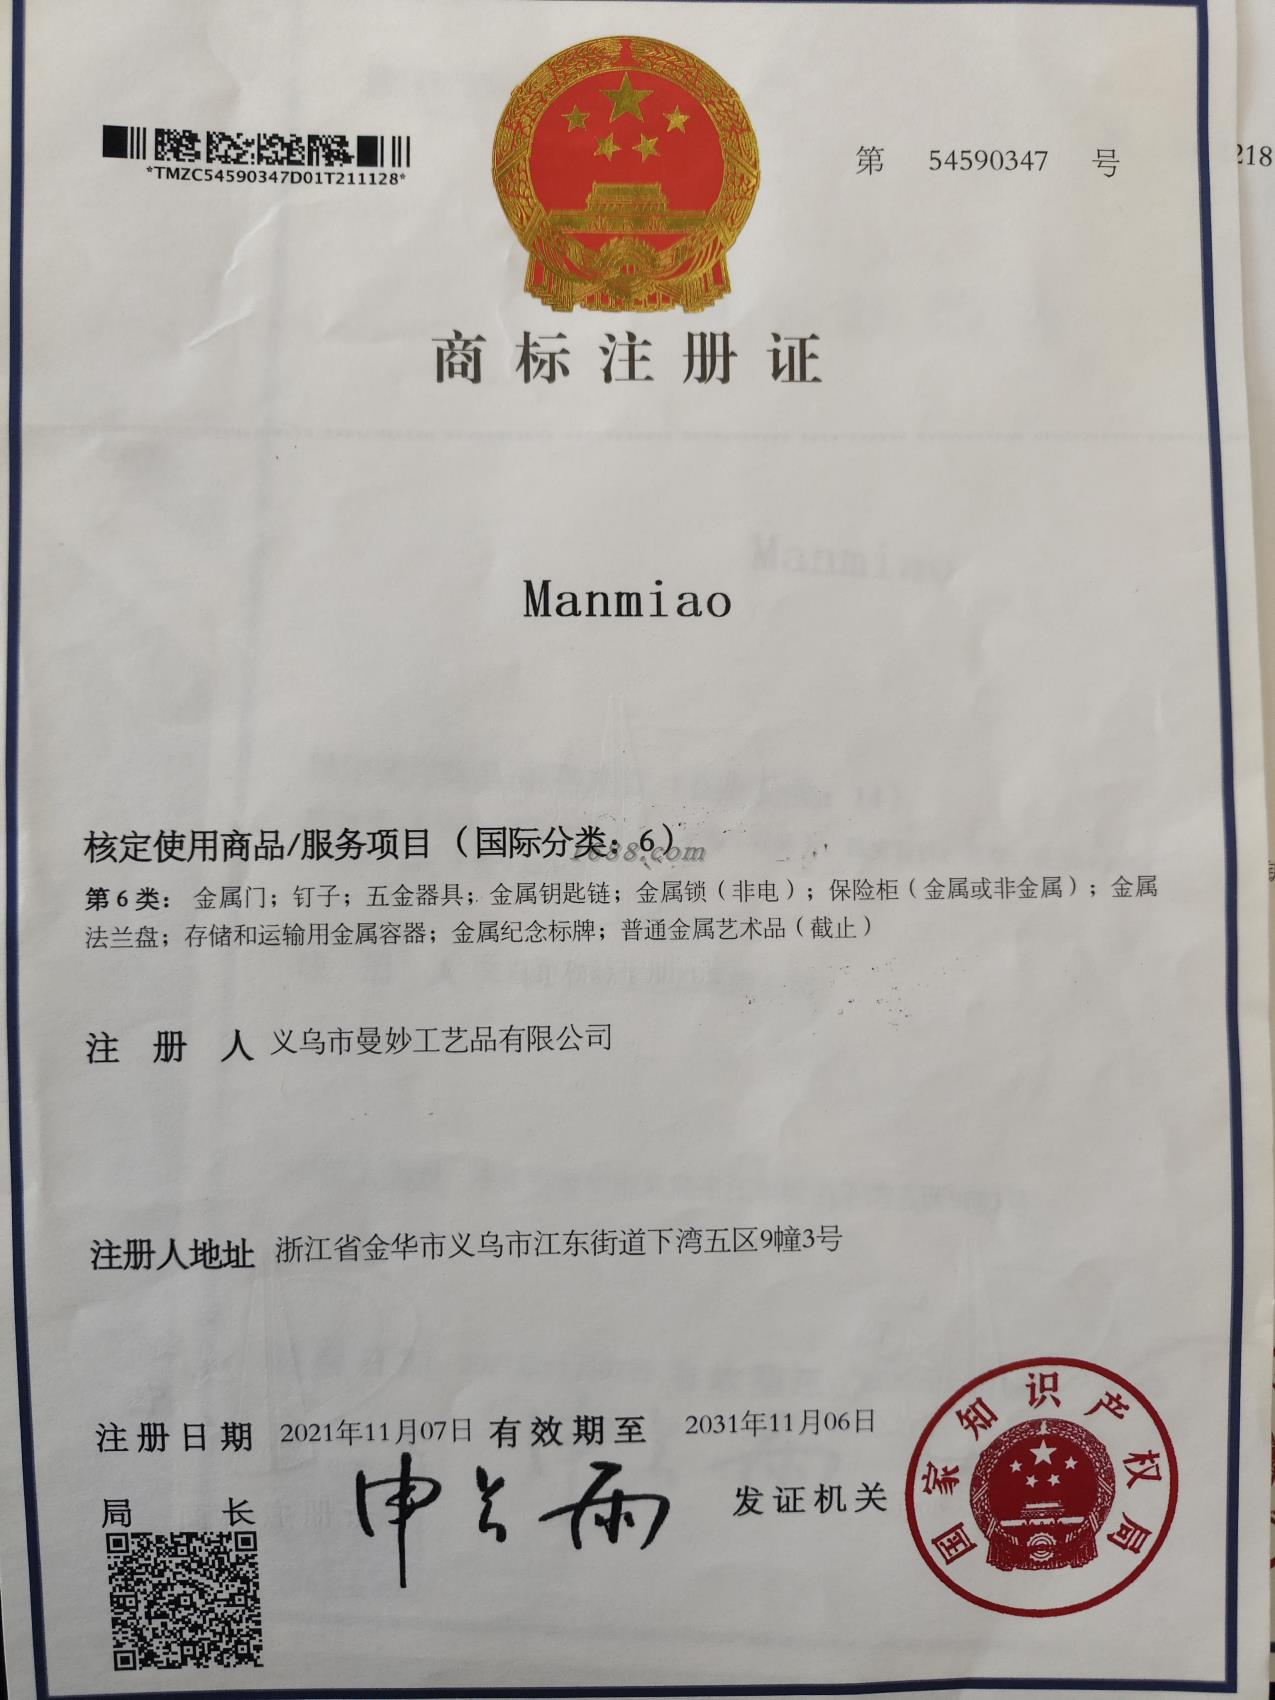 *TMZC54590347D01T211128*
第 54590347 号
218
商标注册证
Manmiao
核定使用商品/服务项目（国际分类：6）
1688.com
第6类： 金属门；钉子；五金器具；金属钥匙链；金属锁（非电）；保险柜（金属或非金属）；金属
法兰盘；存储和运输用金属容器；金属纪念标牌；普通金属艺术品（截止）
注 册 人 义乌市曼妙工艺品有限公司
注册人地址 浙江省金华市义乌市江东街道下湾五区9幢3号
注册日期 2021年11月07日 有效期至 2031年11月06日
局 长 申长雨 发证机关
国家知识产权局